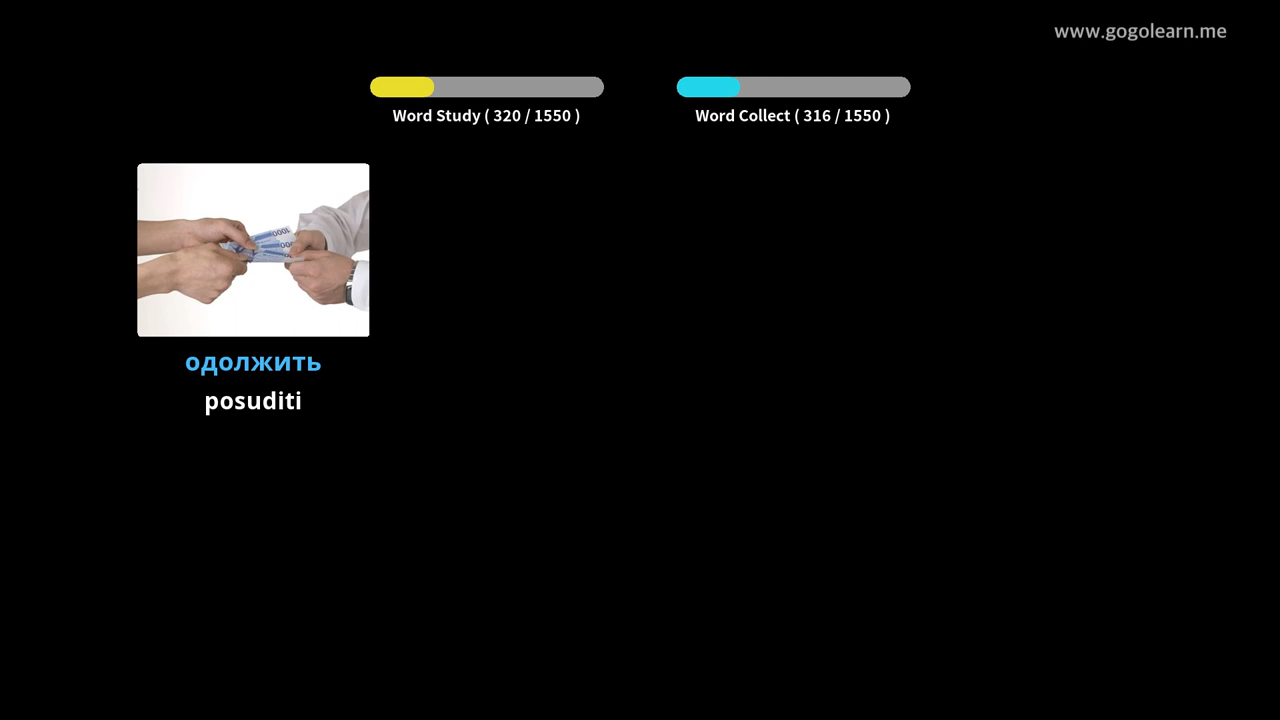 www.gogolearn.me
Word Study ( 320 / 1550 )
Word Collect ( 316 / 1550 )
одолжить
posuditi